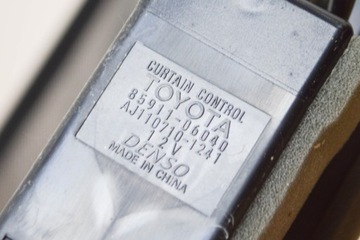 CURTAIN CONTROL
TOYOTA
85911-06040
AJ110710-1241
12V
DENSO
MADE IN CHINA